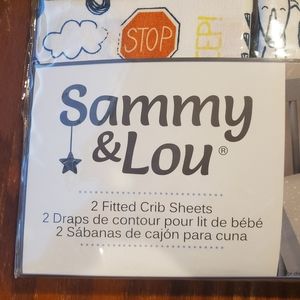 STOP
EEP!
Sammy
&Lou®
2 Fitted Crib Sheets
2 Draps de contour pour lit de bébé
2 Sábanas de cajón para cuna